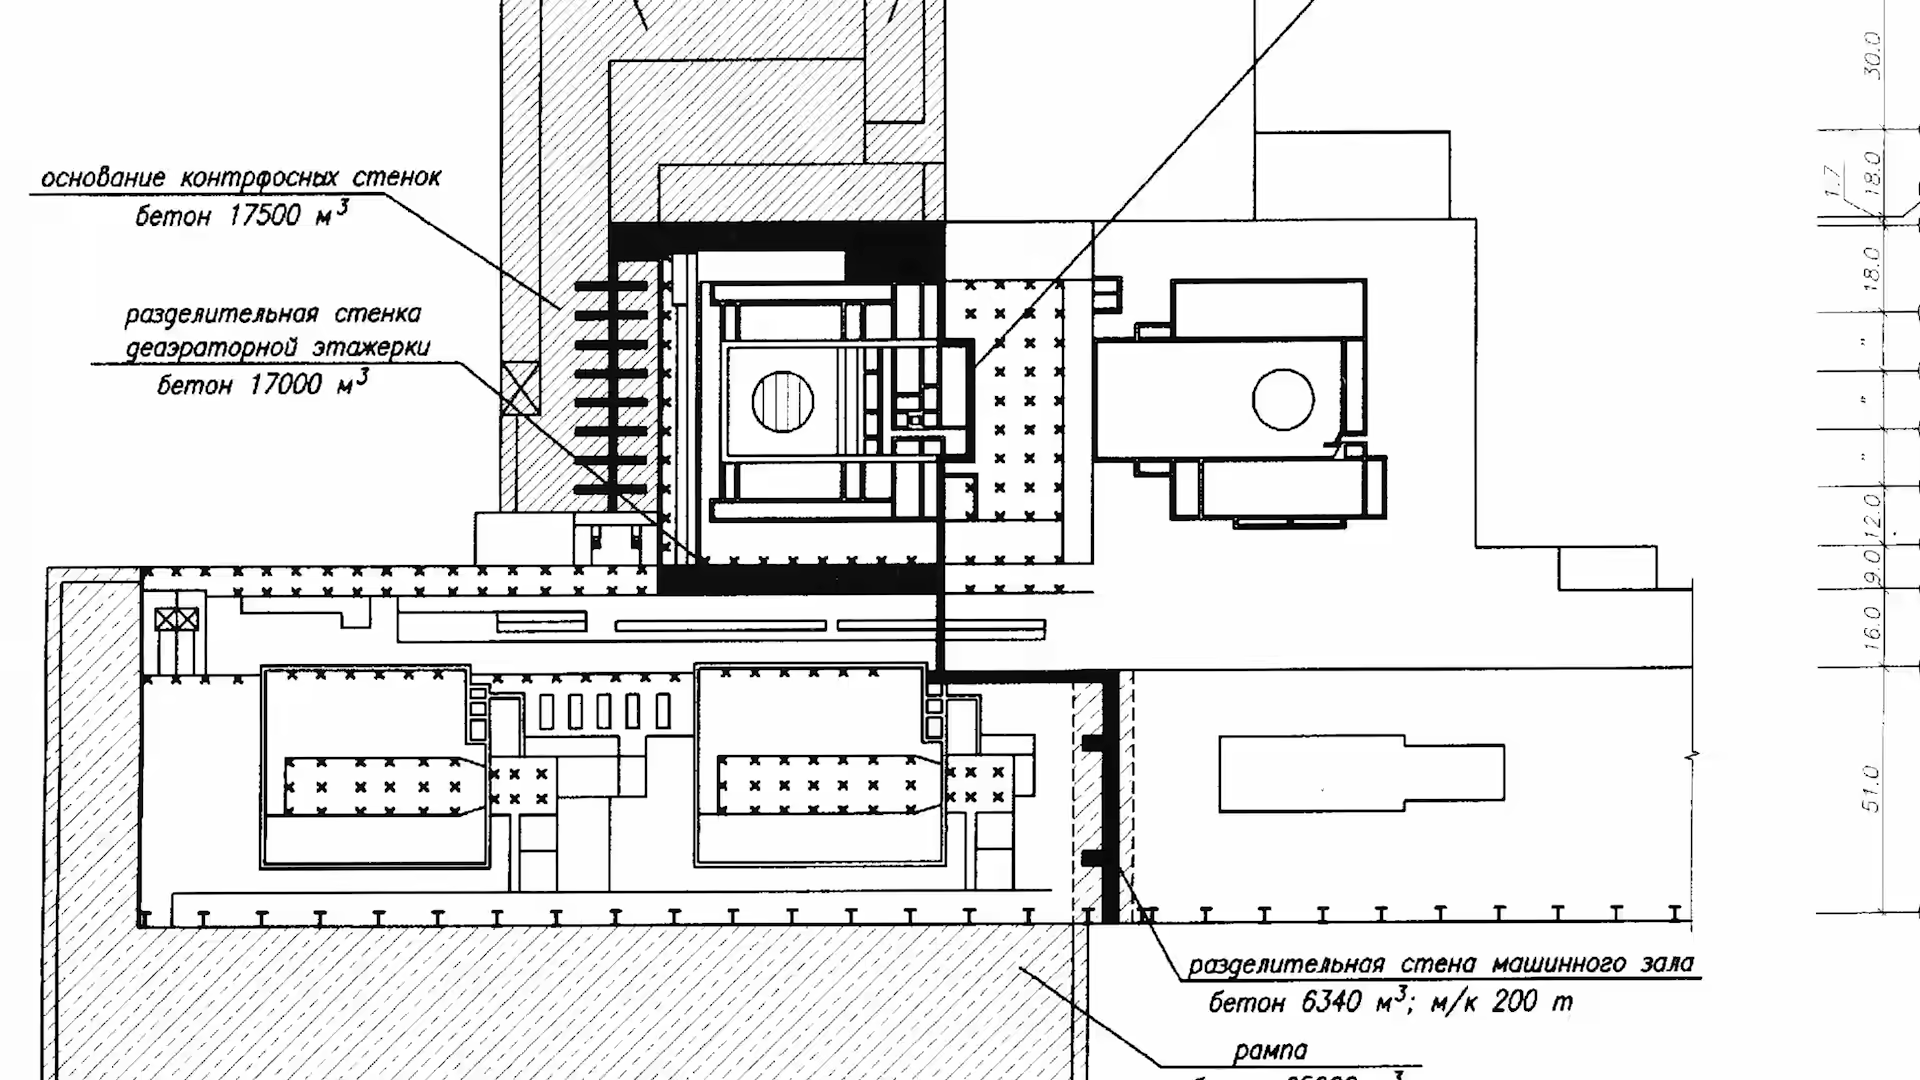 основание контрфосных стенок
бетон 17500 м³
разделительная стенка
деаэраторной этажерки
бетон 17000 м³
разделительная стена машинного зала
бетон 6340 м³; м/к 200 т
рампа
30.0
18.0
1.7
18.0
"
"
"
12.0
9.0
16.0
51.0